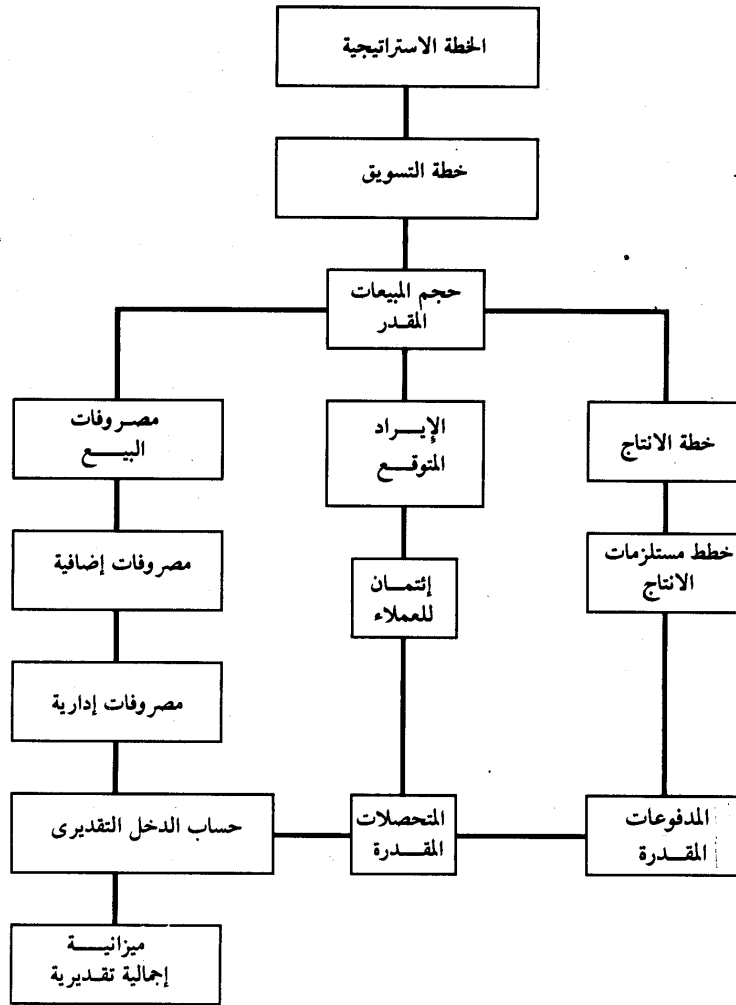 الخطة الاستراتيجية
خطة التسويق
حجم المبيعات
المقدر
خطة الانتاج
الإيراد
المتوقع
مصروفات
البيع
خطط مستلزمات
الانتاج
إئتمان
للعملاء
مصروفات إضافية
مصروفات إدارية
المدفوعات
المقدرة
المتحصلات
المقدرة
حساب الدخل التقديرى
ميزانية
إجمالية تقديرية